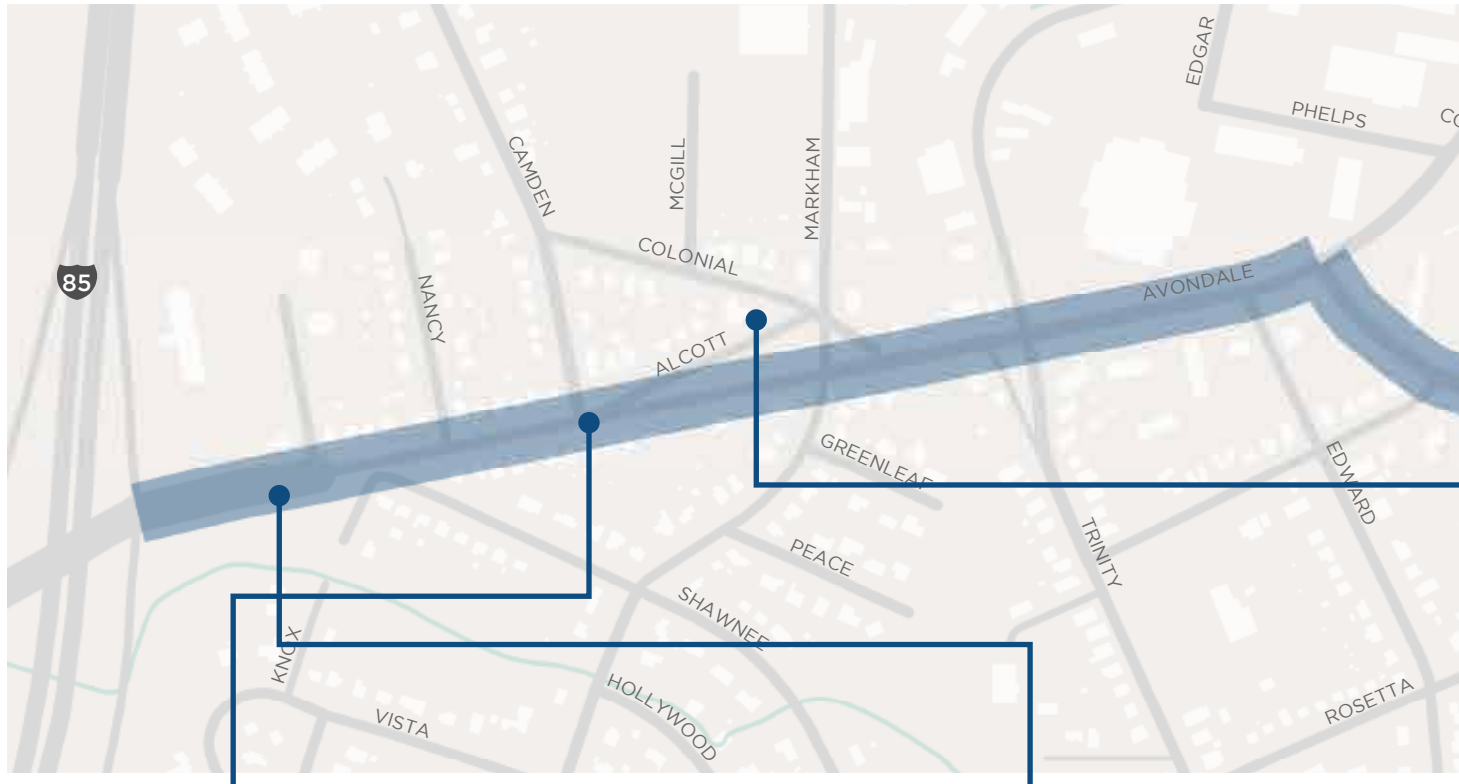 EDGAR
PHELPS
CO
CAMDEN
MCGILL
MARKHAM
COLONIAL
85
NANCY
AVONDALE
ALCOTT
GREENLEAF
EDWARD
TRINITY
PEACE
SHAWNEE
KNOX
HOLLYWOOD
VISTA
ROSETTA